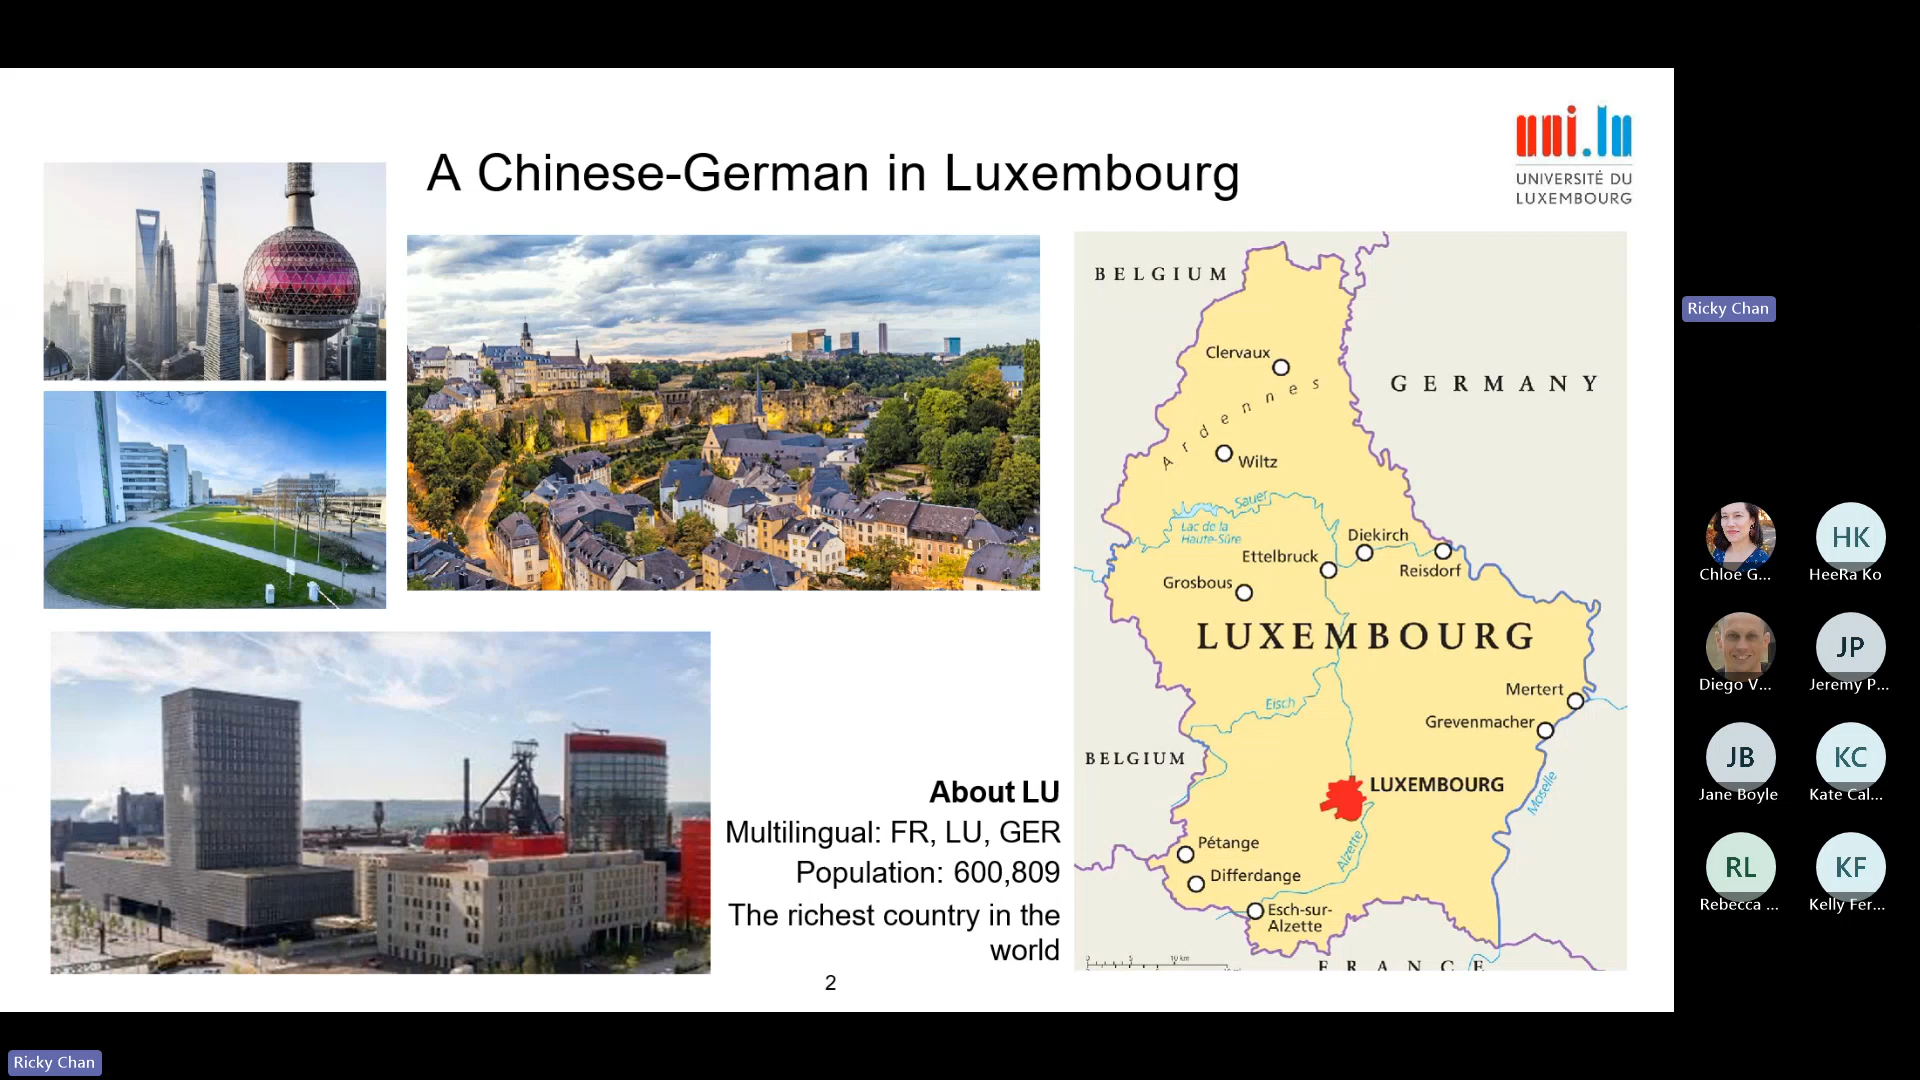 A Chinese-German in Luxembourg
uni.lu
UNIVERSITÉ DU
LUXEMBOURG
BELGIUM
GERMANY
Clervaux
Ardennes
Wiltz
Sauer
Lac de la
Haute-Sûre
Diekirch
Ettelbruck
Reisdorf
Grosbous
LUXEMBOURG
Mertert
Eisch
Grevenmacher
BELGIUM
LUXEMBOURG
Moselle
Alzette
Pétange
Differdange
Esch-sur-
Alzette
FRANCE
0 5 10 km
About LU
Multilingual: FR, LU, GER
Population: 600,809
The richest country in the
world
2
Ricky Chan
Chloe G...
HK
HeeRa Ko
Diego V...
JP
Jeremy P...
JB
Jane Boyle
KC
Kate Cal...
RL
Rebecca ...
KF
Kelly Fer...
Ricky Chan